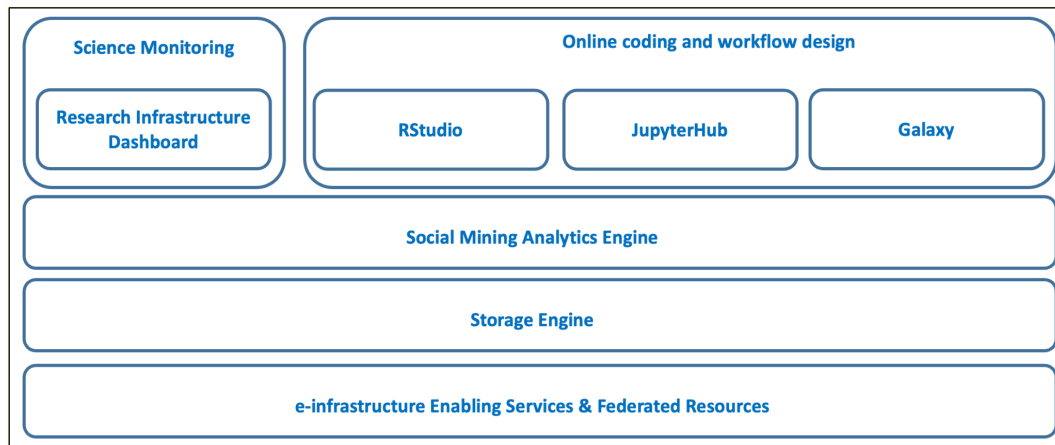 Science Monitoring
Research Infrastructure
Dashboard
Online coding and workflow design
RStudio
JupyterHub
Galaxy
Social Mining Analytics Engine
Storage Engine
e-infrastructure Enabling Services & Federated Resources